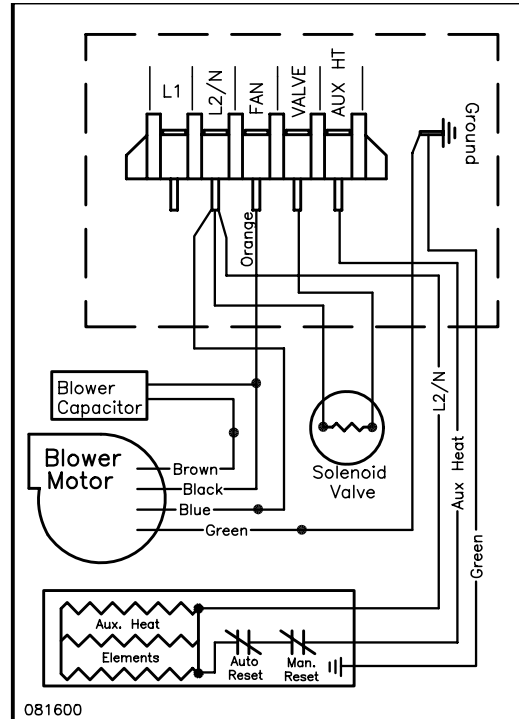 L1
L2/N
FAN
VALVE
AUX HT
Ground
Orange
Blower
Capacitor
L2/N
Blower
Motor
Brown
Black
Blue
Green
Solenoid
Valve
Aux Heat
Green
Aux. Heat
Elements
Auto
Reset
Man.
Reset
081600